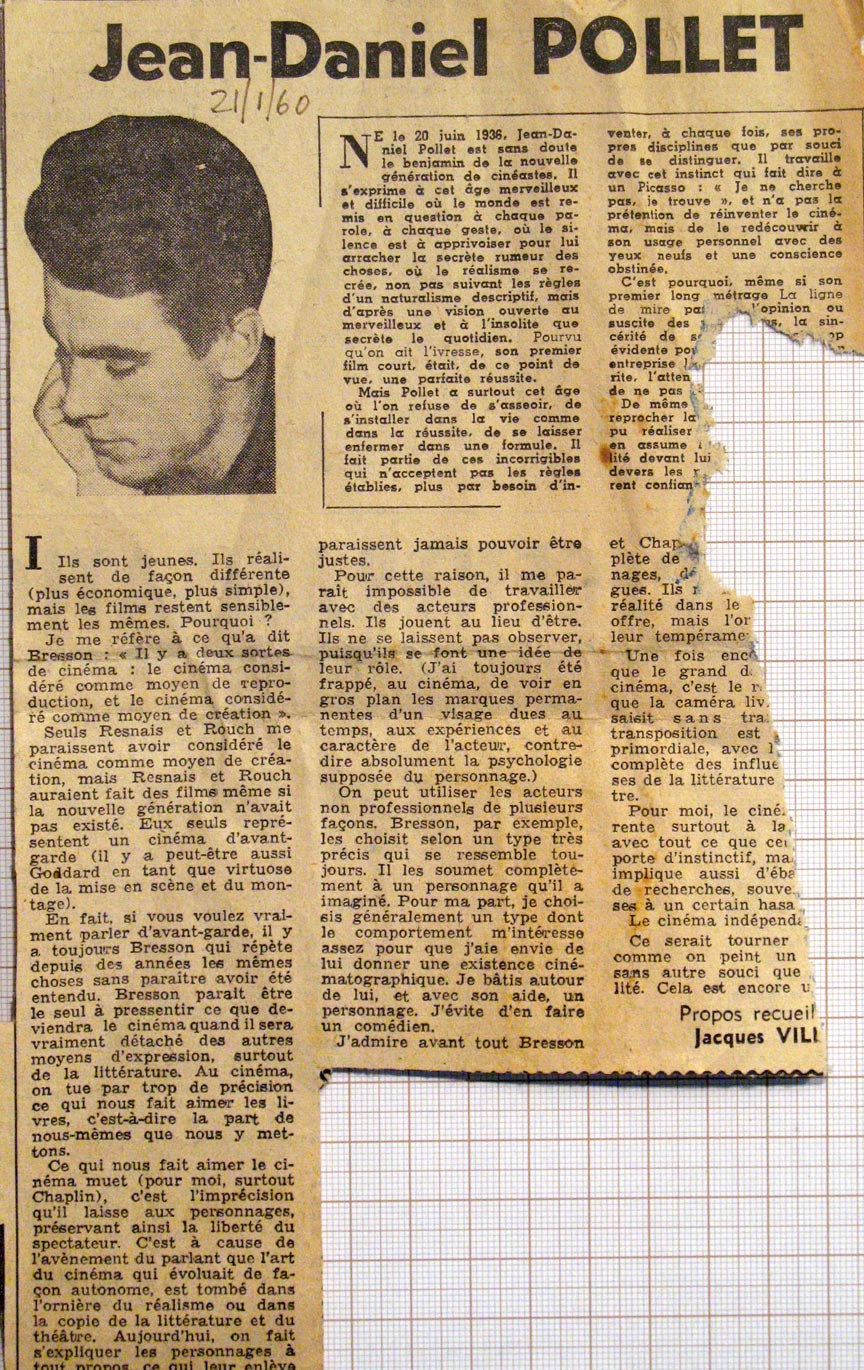 Jean-Daniel POLLET
21/1/60
NE le 20 juin 1936, Jean-Da-
niel Pollet est sans doute
le benjamin de la nouvelle
génération de cinéastes. Il
s'exprime à cet âge merveilleux
et difficile où le monde est re-
mis en question à chaque pa-
role, à chaque geste, où le si-
lence est à apprivoiser pour lui
arracher la secrète rumeur des
choses, où le réalisme se re-
crée, non pas suivant les règles
d'un naturalisme descriptif, mais
d'après une vision ouverte au
merveilleux et à l'insolite que
secrète le quotidien. Pourvu
qu'on ait l'ivresse, son premier
film court, était, de ce point de
vue, une parfaite réussite.
Mais Pollet a surtout cet âge
où l'on refuse de s'asseoir, de
s'installer dans la vie comme
dans la réussite, de se laisser
enfermer dans une formule. Il
fait partie de ces incorrigibles
qui n'acceptent pas les règles
établies, plus par besoin d'in-
venter, à chaque fois, ses pro-
pres disciplines que par souci
de se distinguer. Il travaille
avec cet instinct qui fait dire à
un Picasso : « Je ne cherche
pas, je trouve », et n'a pas la
prétention de réinventer le ciné-
ma, mais de le redécouvrir à
son usage personnel avec des
yeux neufs et une conscience
obstinée.
C'est pourquoi, même si son
premier long métrage La ligne
de mire l'opinion ou
suscite des la sin-
cérité de
évidente
entreprise
rite, l'atten
de ne pas
De même
reprocher la
pu réaliser
en assume
lité devant lui
devers les
rent confian
I
Ils sont jeunes. Ils réali-
sent de façon différente
(plus économique, plus simple),
mais les films restent sensible-
ment les mêmes. Pourquoi ?
Je me réfère à ce qu'a dit
Bresson : « Il y a deux sortes
de cinéma : le cinéma consi-
déré comme moyen de repro-
duction, et le cinéma considé-
ré comme moyen de création ».
Seuls Resnais et Rouch me
paraissent avoir considéré le
cinéma comme moyen de créa-
tion, mais Resnais et Rouch
auraient fait des films même si
la nouvelle génération n'avait
pas existé. Eux seuls repré-
sentent un cinéma d'avant-
garde (il y a peut-être aussi
Goddard en tant que virtuose
de la mise en scène et du mon-
tage).
En fait, si vous voulez vrai-
ment parler d'avant-garde, il y
a toujours Bresson qui répète
depuis des années les mêmes
choses sans paraitre avoir été
entendu. Bresson parait être
le seul à pressentir ce que de-
viendra le cinéma quand il sera
vraiment détaché des autres
moyens d'expression, surtout
de la littérature. Au cinéma,
on tue par trop de précision
ce qui nous fait aimer les li-
vres, c'est-à-dire la part de
nous-mêmes que nous y met-
tons.
Ce qui nous fait aimer le ci-
néma muet (pour moi, surtout
Chaplin), c'est l'imprécision
qu'il laisse aux personnages,
préservant ainsi la liberté du
spectateur. C'est à cause de
l'avènement du parlant que l'art
du cinéma qui évoluait de fa-
çon autonome, est tombé dans
l'ornière du réalisme ou dans
la copie de la littérature et du
théâtre. Aujourd'hui, on fait
s'expliquer les personnages à
tout propos, ce qui leur enlève
paraissent jamais pouvoir être
justes.
Pour cette raison, il me pa-
raît impossible de travailler
avec des acteurs profession-
nels. Ils jouent au lieu d'être.
Ils ne se laissent pas observer,
puisqu'ils se font une idée de
leur rôle. (J'ai toujours été
frappé, au cinéma, de voir en
gros plan les marques perma-
nentes d'un visage dues au
temps, aux expériences et au
caractère de l'acteur, contre-
dire absolument la psychologie
supposée du personnage.)
On peut utiliser les acteurs
non professionnels de plusieurs
façons. Bresson, par exemple,
les choisit selon un type très
précis qui se ressemble tou-
jours. Il les soumet complète-
ment à un personnage qu'il a
imaginé. Pour ma part, je choi-
sis généralement un type dont
le comportement m'intéresse
assez pour que j'aie envie de
lui donner une existence ciné-
matographique. Je bâtis autour
de lui, et avec son aide, un
personnage. J'évite d'en faire
un comédien.
J'admire avant tout Bresson
et Chap
plète de
nages, de
gues. Ils
réalité dans le
offre, mais l'or
leur tempérame
Une fois enc
que le grand
cinéma, c'est le
que la caméra liv
saisit sans tra
transposition est
primordiale, avec
complète des influe
ses de la littérature
tre.
Pour moi, le ciné
rente surtout à la
avec tout ce que ce
porte d'instinctif, ma
implique aussi d'éba
de recherches, souve
ses à un certain hasa
Le cinéma indépenda
Ce serait tourner
comme on peint un
sans autre souci que
lité. Cela est encore u
Propos recueil
Jacques VILL